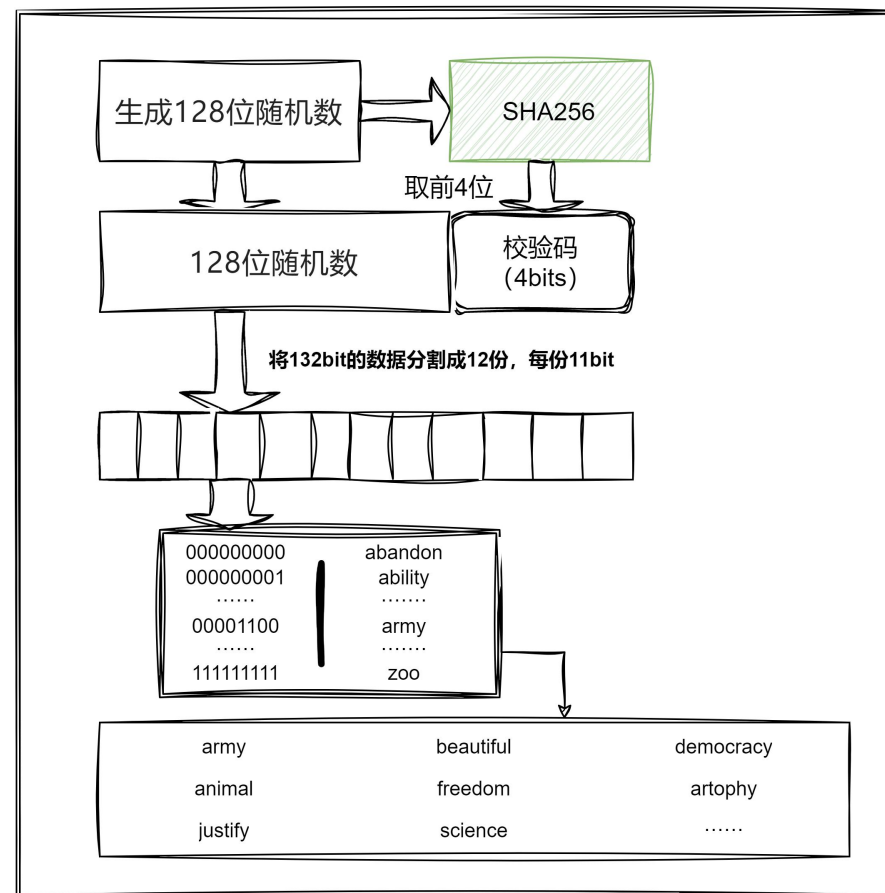 生成128位随机数
SHA256
取前4位
128位随机数
校验码
（4bits）
将132bit的数据分割成12份，每份11bit
000000000 abandon
000000001 ability
…… …….
00001100 army
…… …….
111111111 zoo
army beautiful democracy
animal freedom artophy
justify science ……